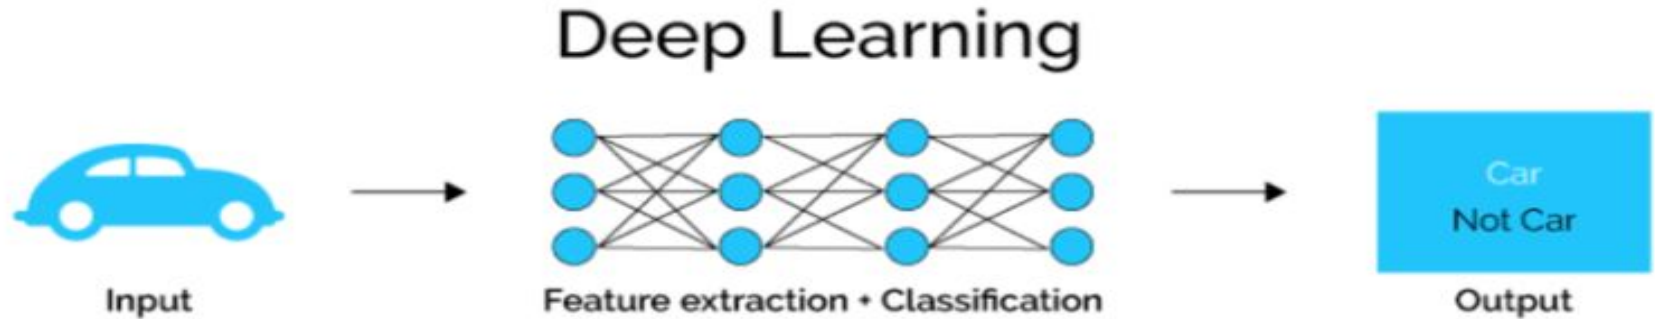 Deep Learning
Car
Not Car
Input
Feature extraction + Classification
Output